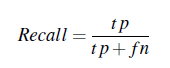 Recall = tp / (tp + fn)